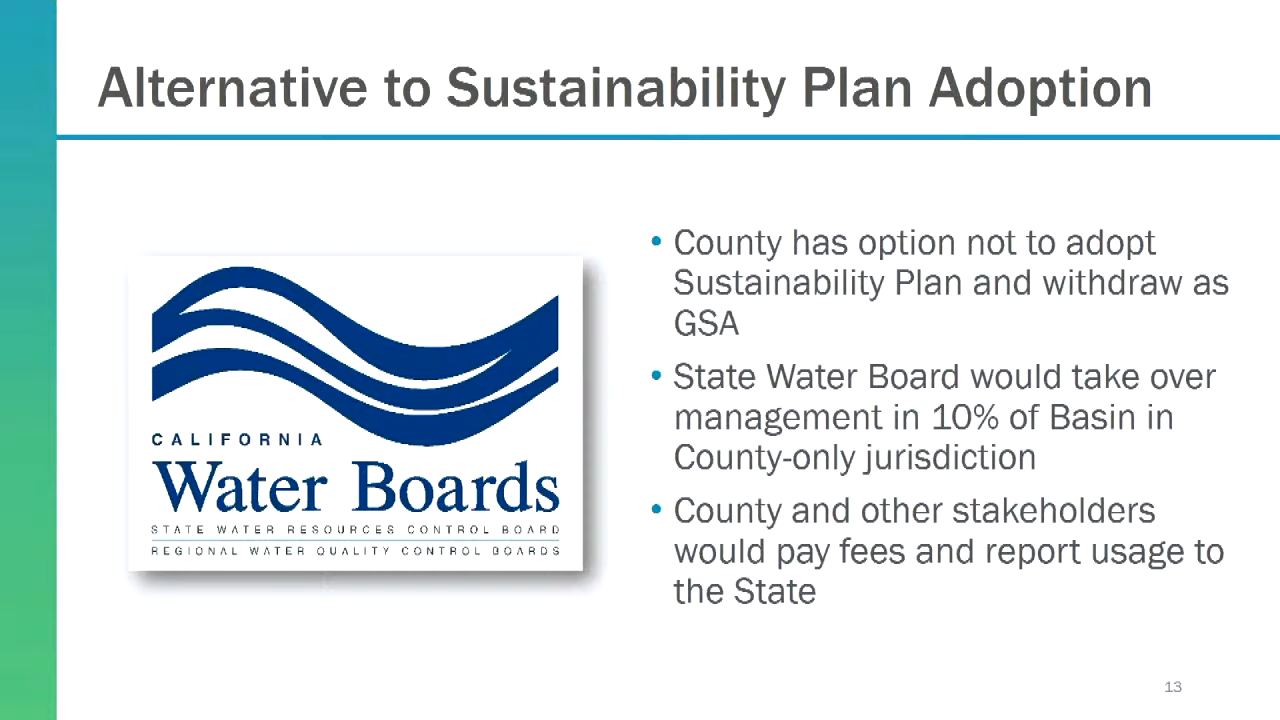 Alternative to Sustainability Plan Adoption
CALIFORNIA
Water Boards
STATE WATER RESOURCES CONTROL BOARD
REGIONAL WATER QUALITY CONTROL BOARDS
• County has option not to adopt
Sustainability Plan and withdraw as
GSA
• State Water Board would take over
management in 10% of Basin in
County-only jurisdiction
• County and other stakeholders
would pay fees and report usage to
the State
13